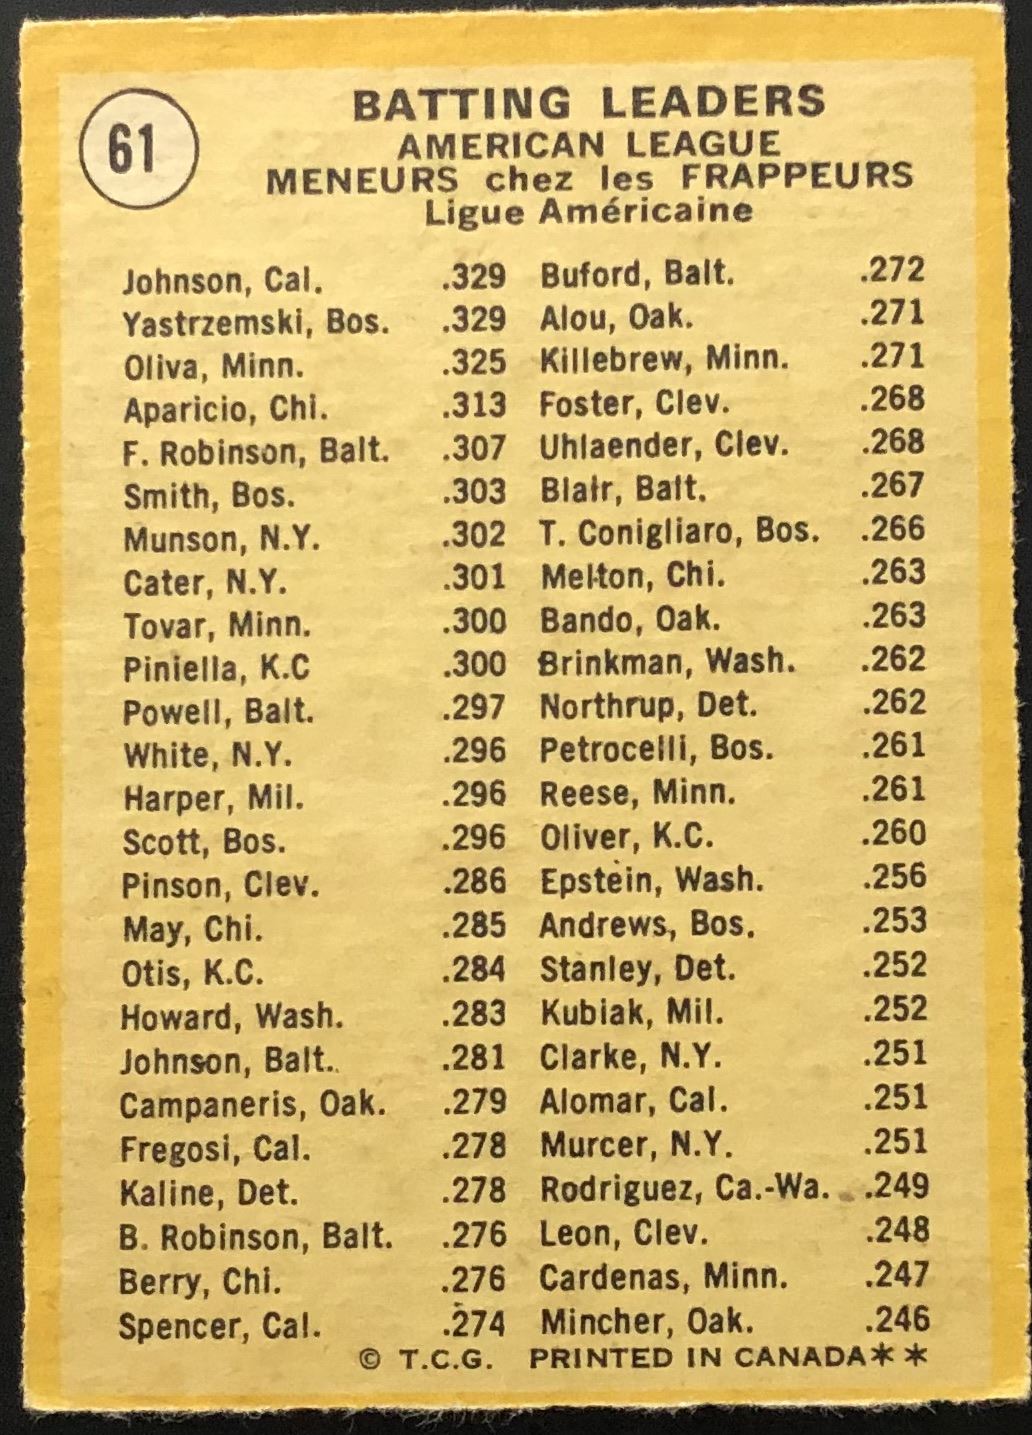 61
BATTING LEADERS
AMERICAN LEAGUE
MENEURS chez les FRAPPEURS
Ligue Américaine
Johnson, Cal. .329
Yastrzemski, Bos. .329
Oliva, Minn. .325
Aparicio, Chi. .313
F. Robinson, Balt. .307
Smith, Bos. .303
Munson, N.Y. .302
Cater, N.Y. .301
Tovar, Minn. .300
Piniella, K.C .300
Powell, Balt. .297
White, N.Y. .296
Harper, Mil. .296
Scott, Bos. .296
Pinson, Clev. .286
May, Chi. .285
Otis, K.C. .284
Howard, Wash. .283
Johnson, Balt. .281
Campaneris, Oak. .279
Fregosi, Cal. .278
Kaline, Det. .278
B. Robinson, Balt. .276
Berry, Chi. .276
Spencer, Cal. .274
Buford, Balt. .272
Alou, Oak. .271
Killebrew, Minn. .271
Foster, Clev. .268
Uhlaender, Clev. .268
Blair, Balt. .267
T. Conigliaro, Bos. .266
Melton, Chi. .263
Bando, Oak. .263
Brinkman, Wash. .262
Northrup, Det. .262
Petrocelli, Bos. .261
Reese, Minn. .261
Oliver, K.C. .260
Epstein, Wash. .256
Andrews, Bos. .253
Stanley, Det. .252
Kubiak, Mil. .252
Clarke, N.Y. .251
Alomar, Cal. .251
Murcer, N.Y. .251
Rodriguez, Ca.-Wa. .249
Leon, Clev. .248
Cardenas, Minn. .247
Mincher, Oak. .246
© T.C.G. PRINTED IN CANADA**